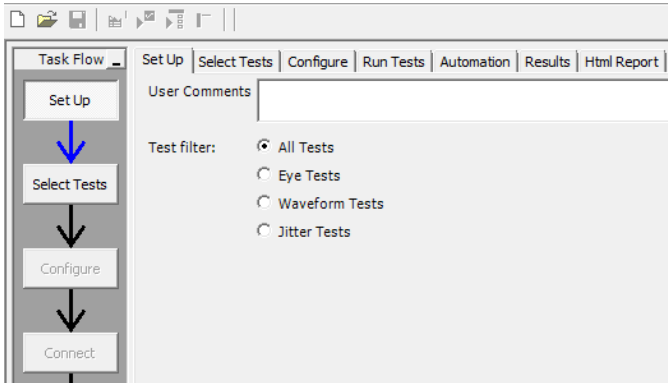 Task Flow
Set Up
Select Tests
Configure
Connect
Set Up Select Tests Configure Run Tests Automation Results Html Report
User Comments
Test filter:
All Tests
Eye Tests
Waveform Tests
Jitter Tests